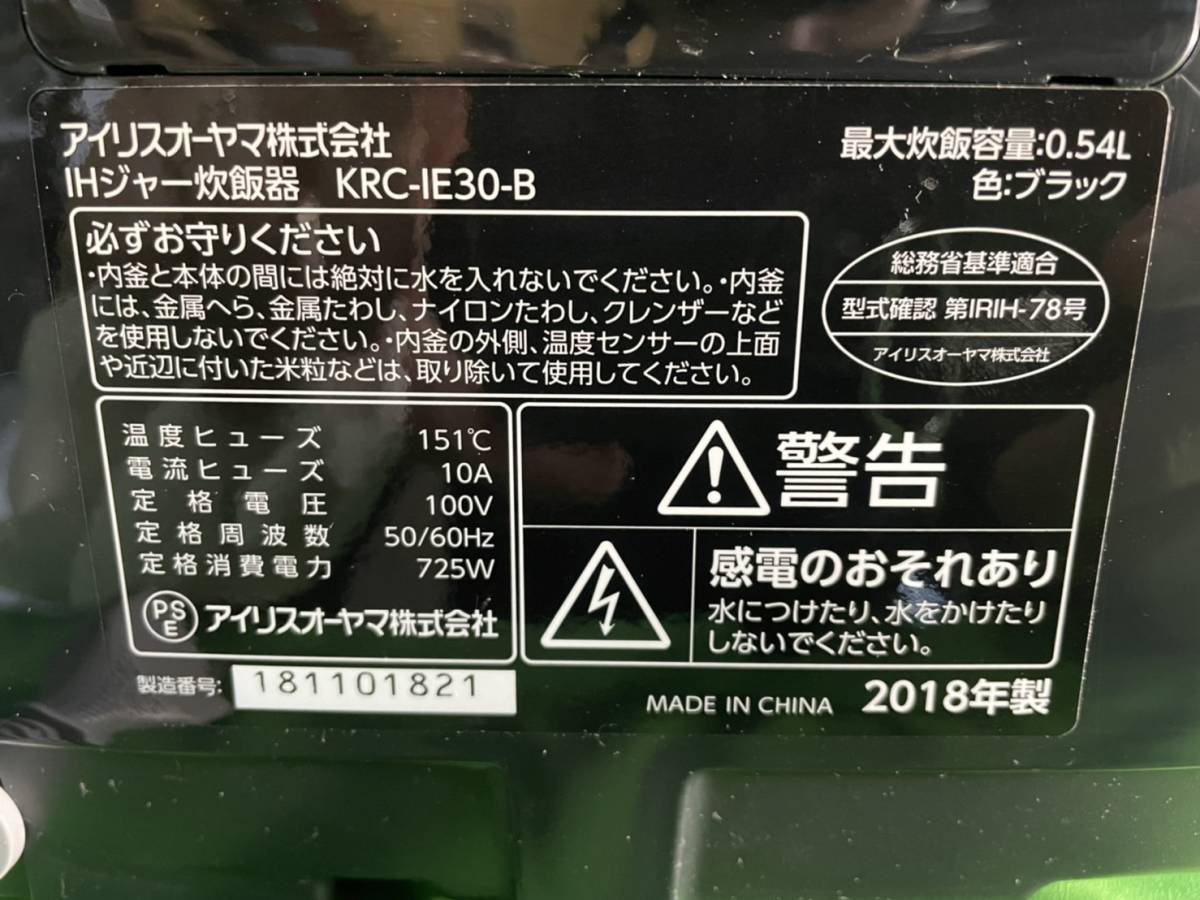 アイリスオーヤマ株式会社
IHジャー炊飯器 KRC-IE30-B
最大炊飯容量:0.54L
色:ブラック
必ずお守りください
・内釜と本体の間には絶対に水を入れないでください。・内釜
には、金属へら、金属たわし、ナイロンたわし、クレンザーなど
を使用しないでください。・内釜の外側、温度センサーの上面
や近辺に付いた米粒などは、取り除いて使用してください。
総務省基準適合
型式確認 第IRIH-78号
アイリスオーヤマ株式会社
温度ヒューズ 151℃
電流ヒューズ 10A
定格電圧 100V
定格周波数 50/60Hz
定格消費電力 725W
PSE アイリスオーヤマ株式会社
警告
感電のおそれあり
水につけたり、水をかけたり
しないでください。
製造番号: 181101821
MADE IN CHINA 2018年製